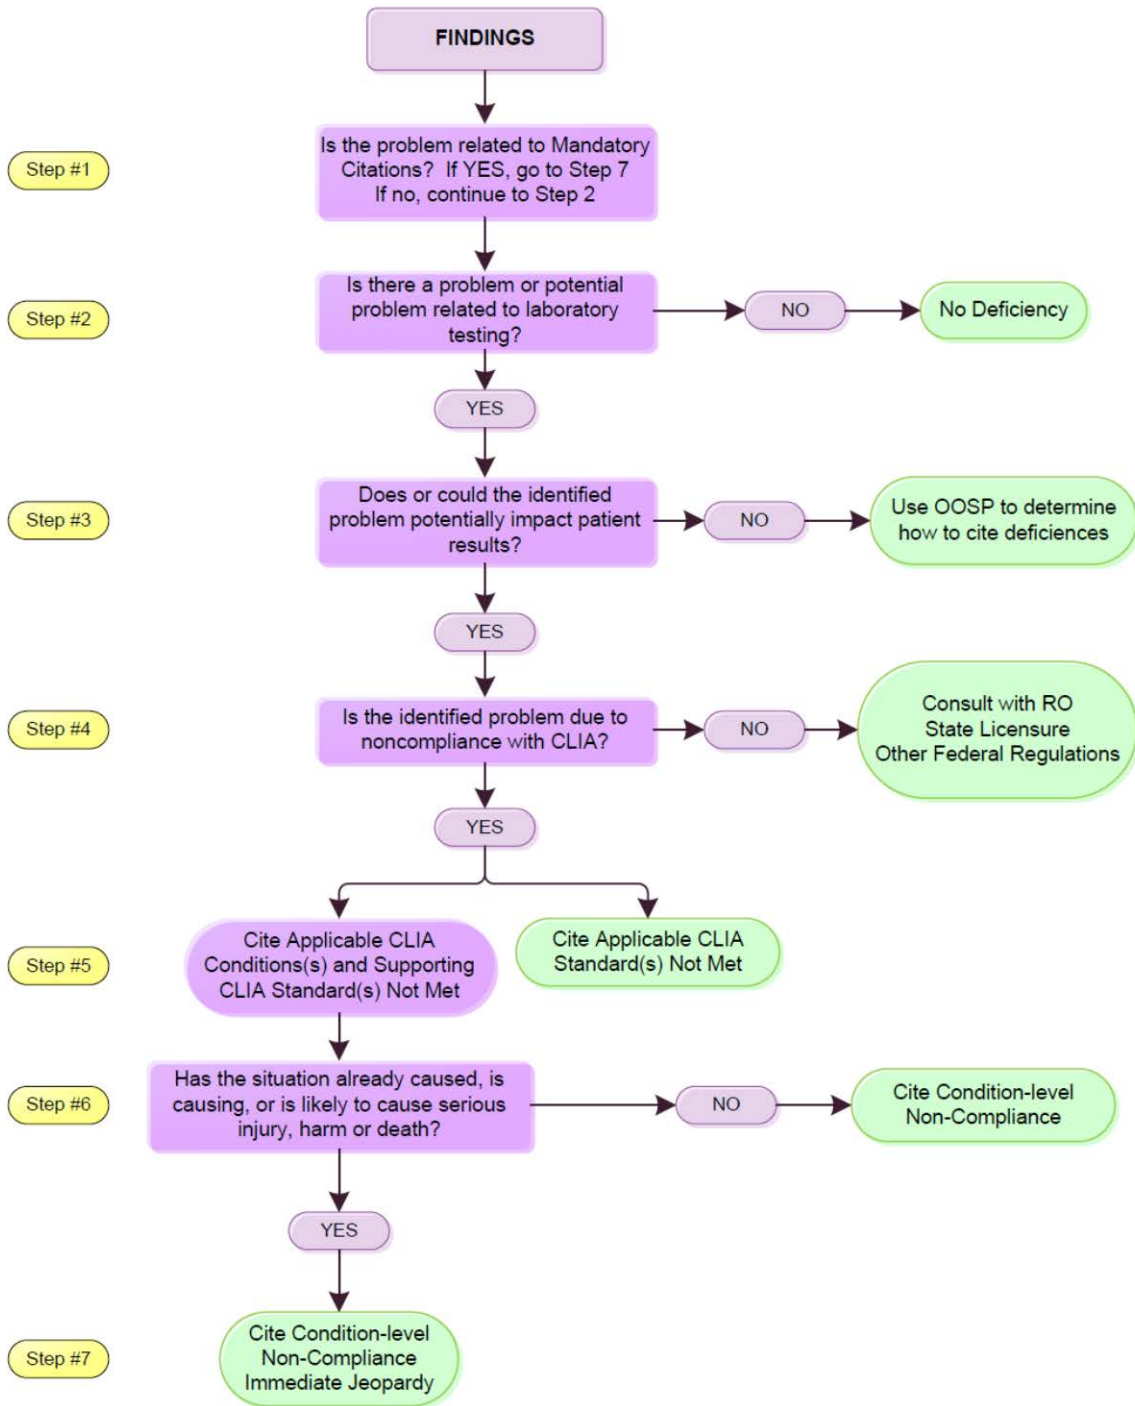 FINDINGS
Step #1
Is the problem related to Mandatory
Citations? If YES, go to Step 7
If no, continue to Step 2
Step #2
Is there a problem or potential
problem related to laboratory
testing?
NO
No Deficiency
YES
Step #3
Does or could the identified
problem potentially impact patient
results?
NO
Use OOSP to determine
how to cite deficiences
YES
Step #4
Is the identified problem due to
noncompliance with CLIA?
NO
Consult with RO
State Licensure
Other Federal Regulations
YES
Step #5
Cite Applicable CLIA
Conditions(s) and Supporting
CLIA Standard(s) Not Met
Cite Applicable CLIA
Standard(s) Not Met
Step #6
Has the situation already caused, is
causing, or is likely to cause serious
injury, harm or death?
NO
Cite Condition-level
Non-Compliance
YES
Step #7
Cite Condition-level
Non-Compliance
Immediate Jeopardy